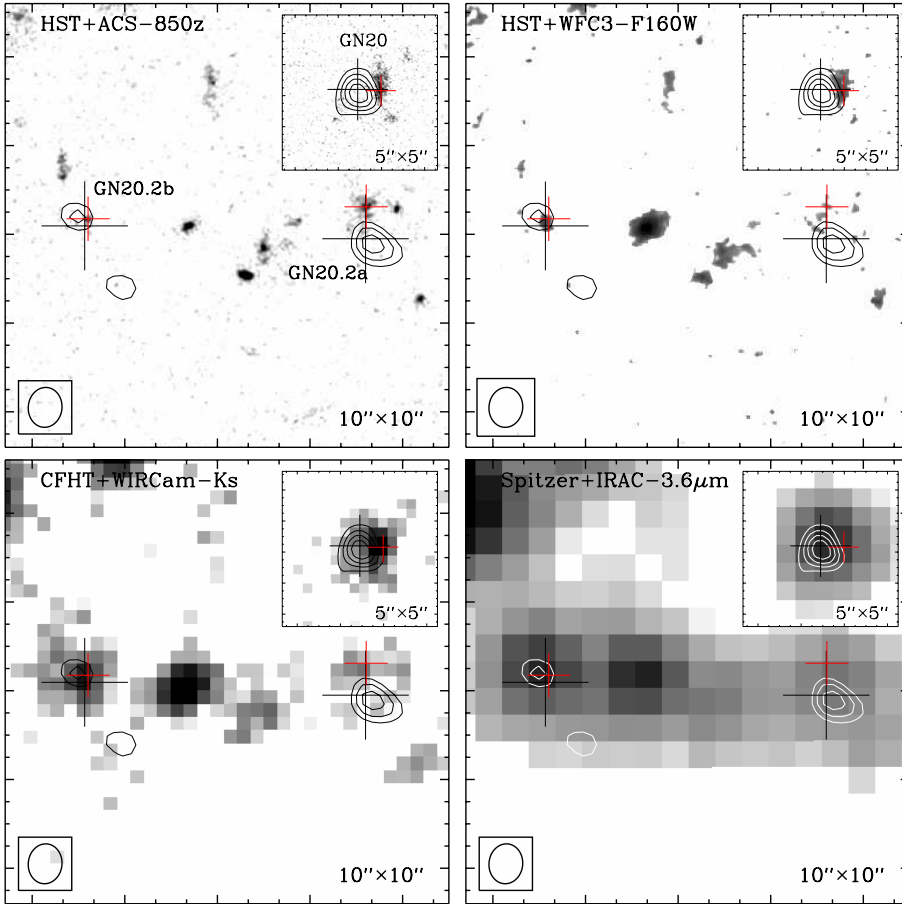 HST+ACS-850z
GN20
5″×5″
GN20.2b
GN20.2a
10″×10″
HST+WFC3-F160W
5″×5″
10″×10″
CFHT+WIRCam-Ks
5″×5″
10″×10″
Spitzer+IRAC-3.6μm
5″×5″
10″×10″